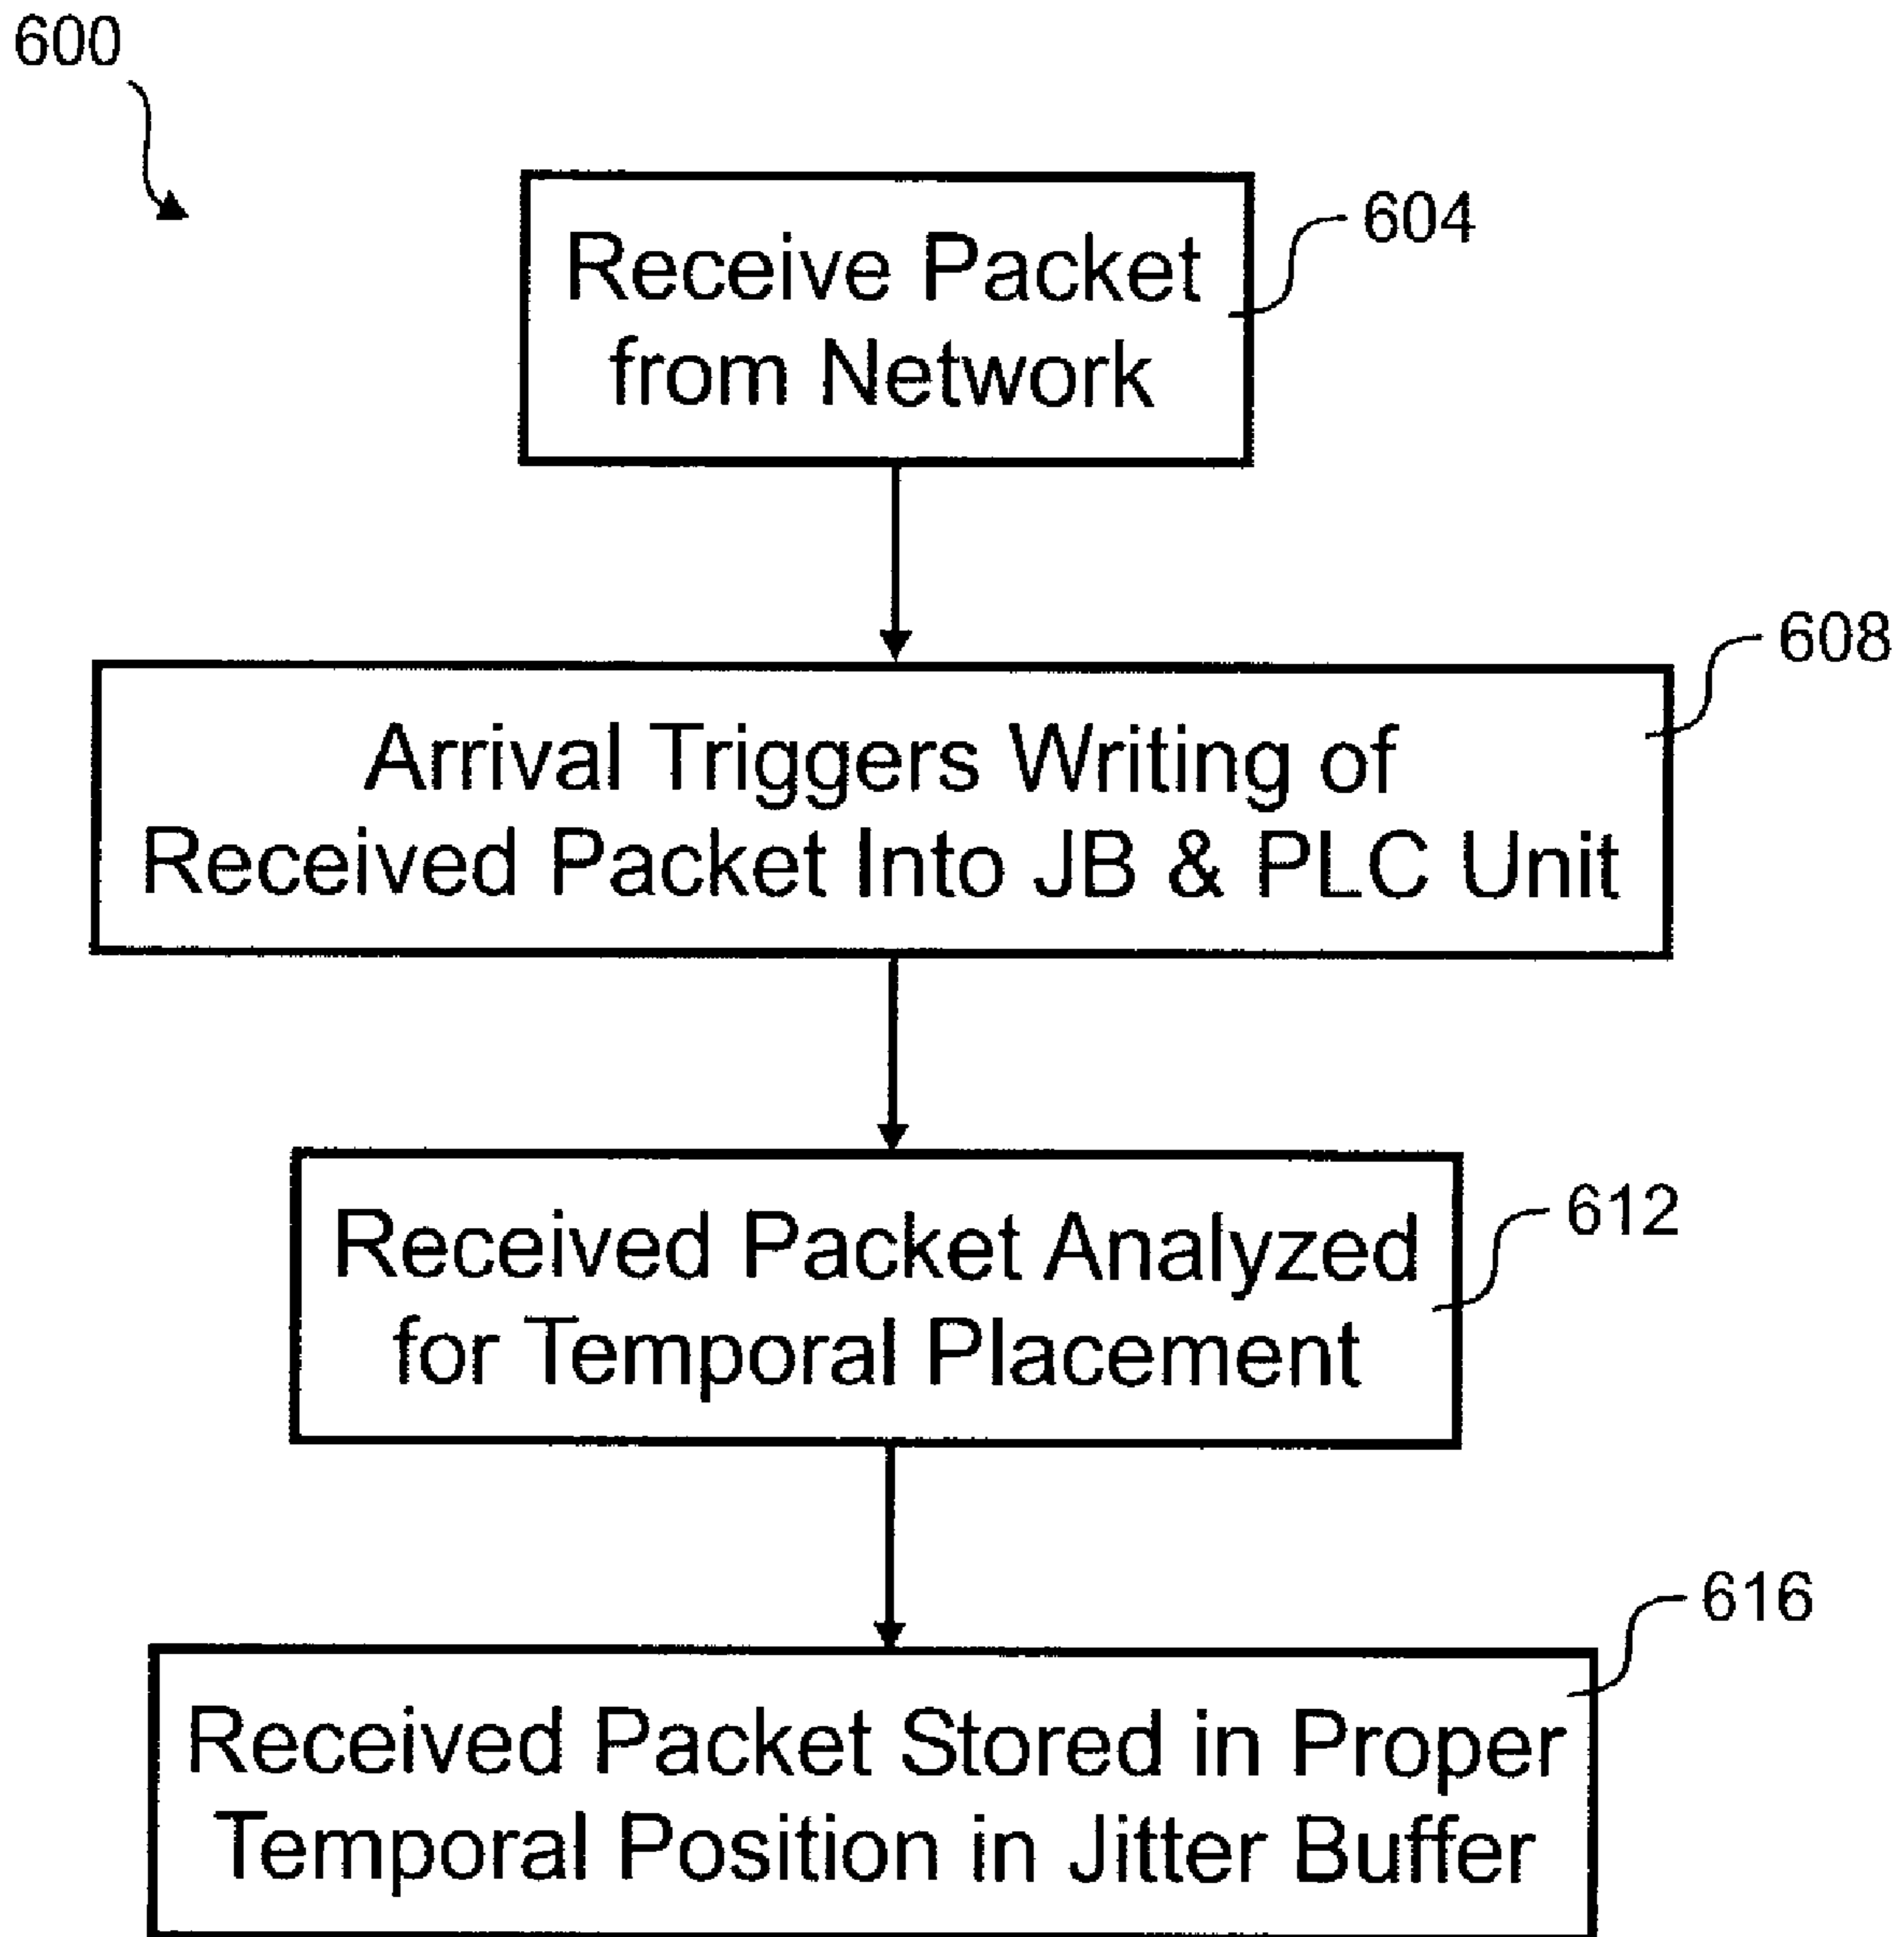 600
Receive Packet
from Network
604
Arrival Triggers Writing of
Received Packet Into JB & PLC Unit
608
Received Packet Analyzed
for Temporal Placement
612
Received Packet Stored in Proper
Temporal Position in Jitter Buffer
616